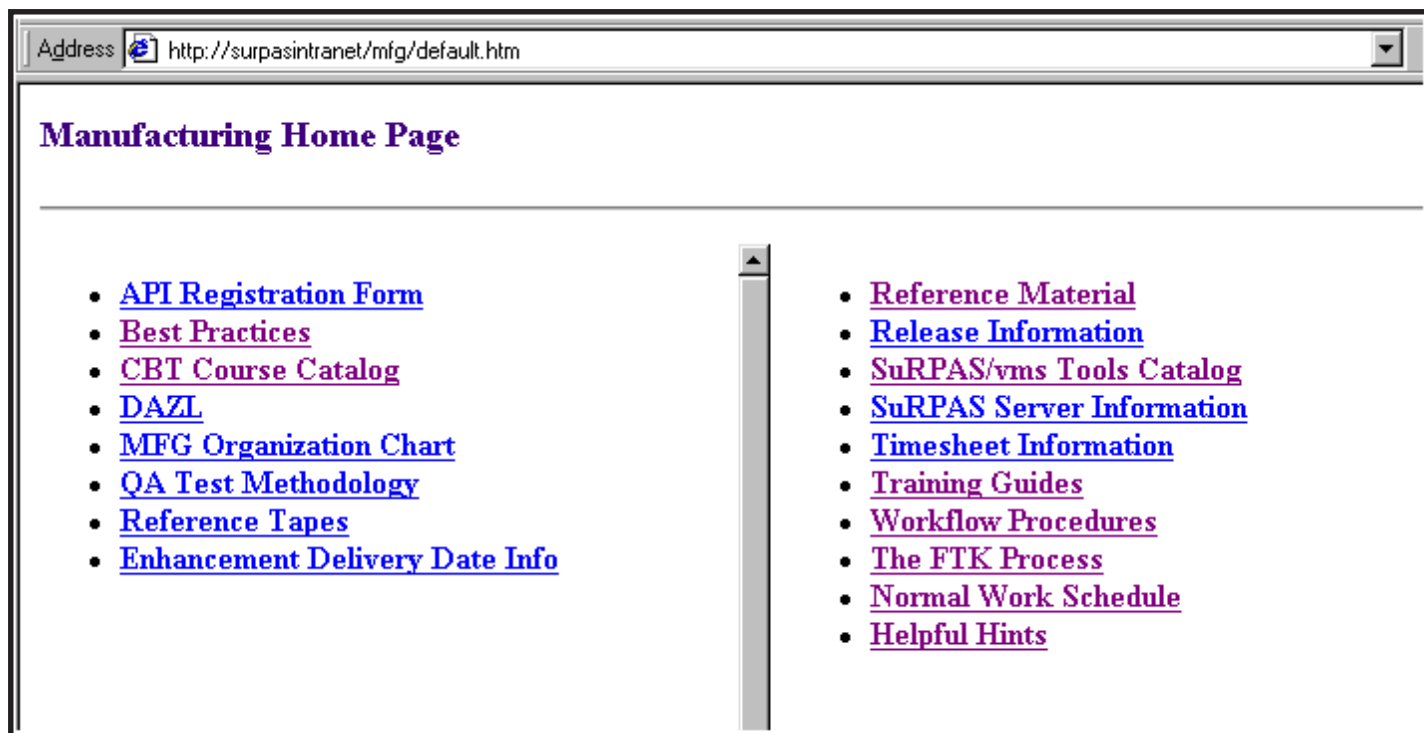 Address http://surpasintranet/mfg/default.htm
Manufacturing Home Page
API Registration Form
Best Practices
CBT Course Catalog
DAZL
MFG Organization Chart
QA Test Methodology
Reference Tapes
Enhancement Delivery Date Info
Reference Material
Release Information
SuRPAS/vms Tools Catalog
SuRPAS Server Information
Timesheet Information
Training Guides
Workflow Procedures
The FTK Process
Normal Work Schedule
Helpful Hints